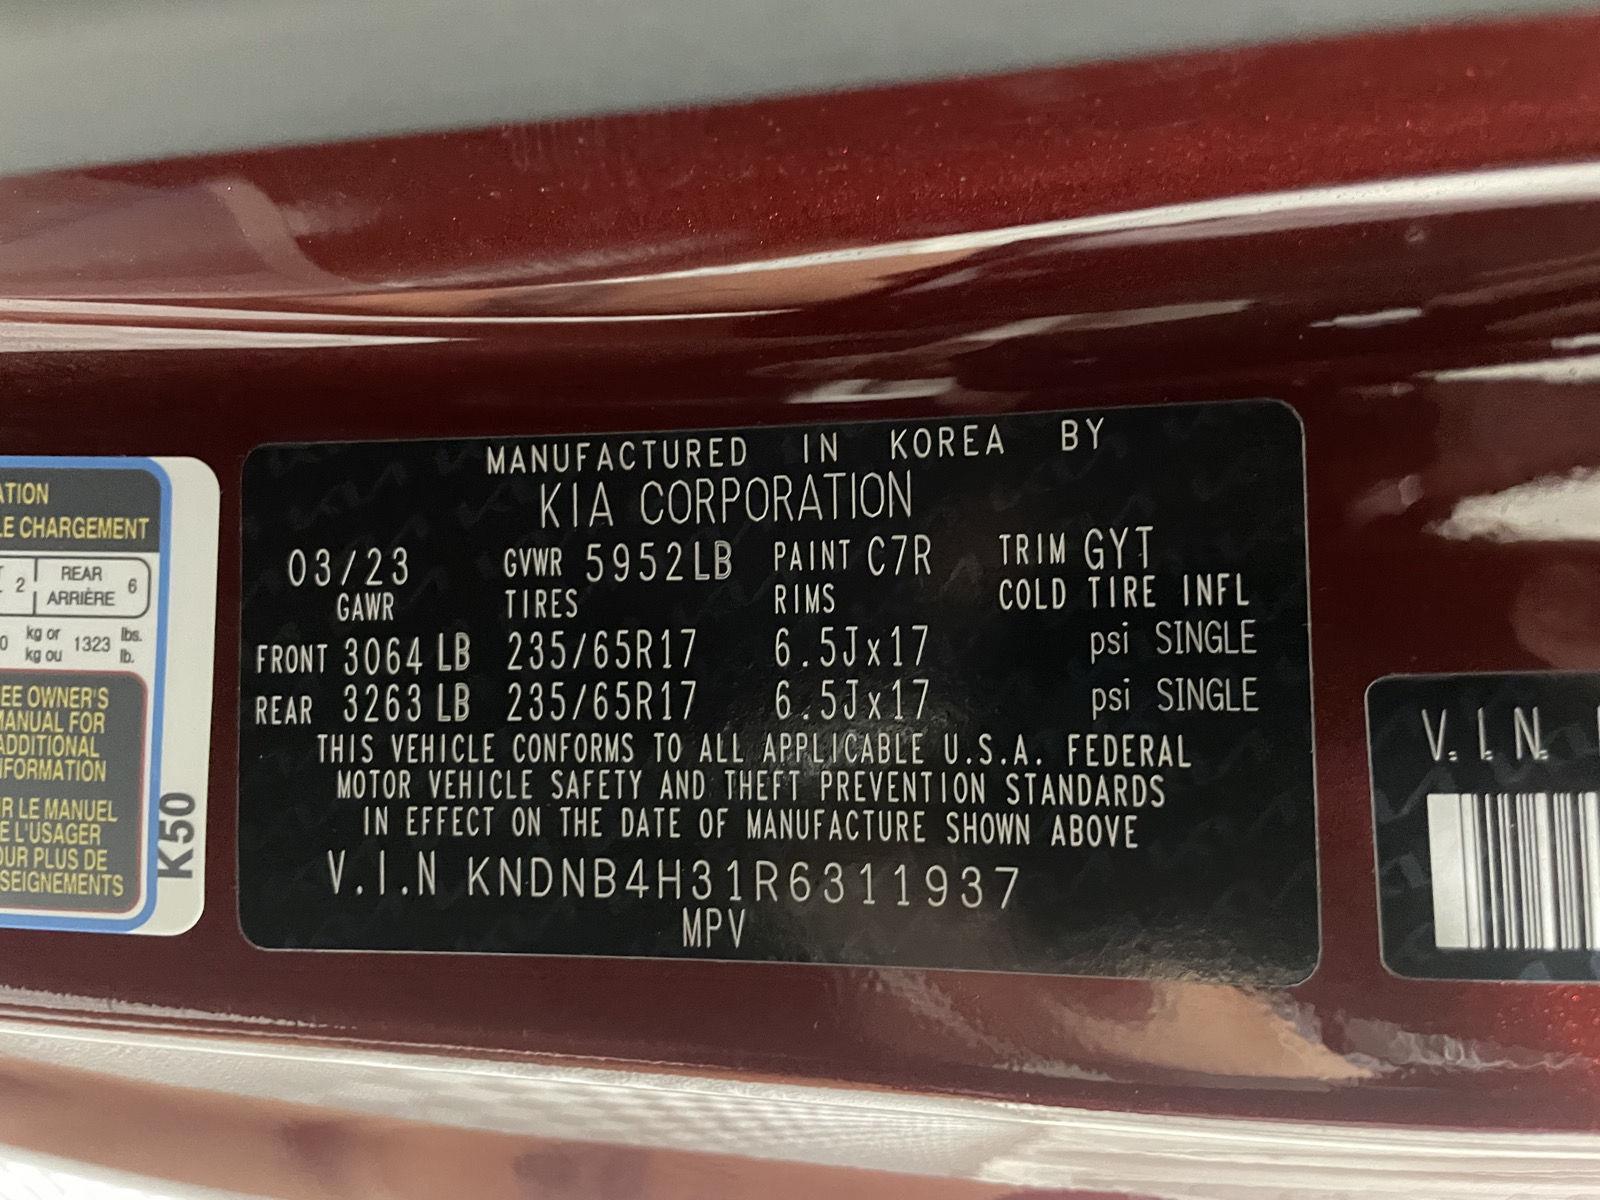 MANUFACTURED IN KOREA BY
KIA CORPORATION
03/23 GVWR 5952LB PAINT C7R TRIM GYT
GAWR TIRES RIMS COLD TIRE INFL
FRONT 3064 LB 235/65R17 6.5Jx17 psi SINGLE
REAR 3263 LB 235/65R17 6.5Jx17 psi SINGLE
THIS VEHICLE CONFORMS TO ALL APPLICABLE U.S.A. FEDERAL
MOTOR VEHICLE SAFETY AND THEFT PREVENTION STANDARDS
IN EFFECT ON THE DATE OF MANUFACTURE SHOWN ABOVE
V.I.N KNDNB4H31R6311937
MPV
ATION
LE CHARGEMENT
2 REAR 6
ARRIÈRE
0 kg or 1323 lbs.
kg ou lb.
EE OWNER'S
MANUAL FOR
ADDITIONAL
NFORMATION
R LE MANUEL
E L'USAGER
OUR PLUS DE
SEIGNEMENTS
K50
V.I.N.